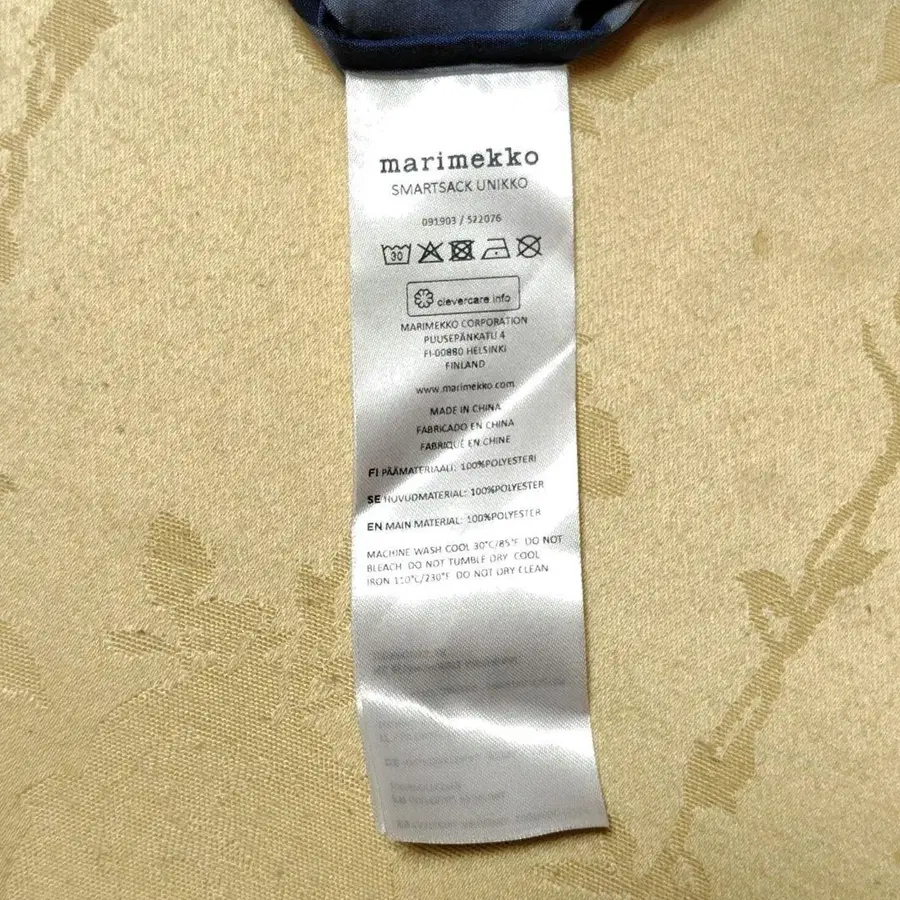 marimekko
SMARTSACK UNIKKO
091903 / 522076
30
clevercare.info
MARIMEKKO CORPORATION
PUUSEPÄNKATU 4
FI-00880 HELSINKI
FINLAND
www.marimekko.com
MADE IN CHINA
FABRICADO EN CHINA
FABRIQUÉ EN CHINE
FI PÄÄMATERIAALI: 100%POLYESTERI
SE HUVUDMATERIAL: 100%POLYESTER
EN MAIN MATERIAL: 100%POLYESTER
MACHINE WASH COOL 30°C/85°F DO NOT
BLEACH DO NOT TUMBLE DRY COOL
IRON 110°C/230°F DO NOT DRY CLEAN